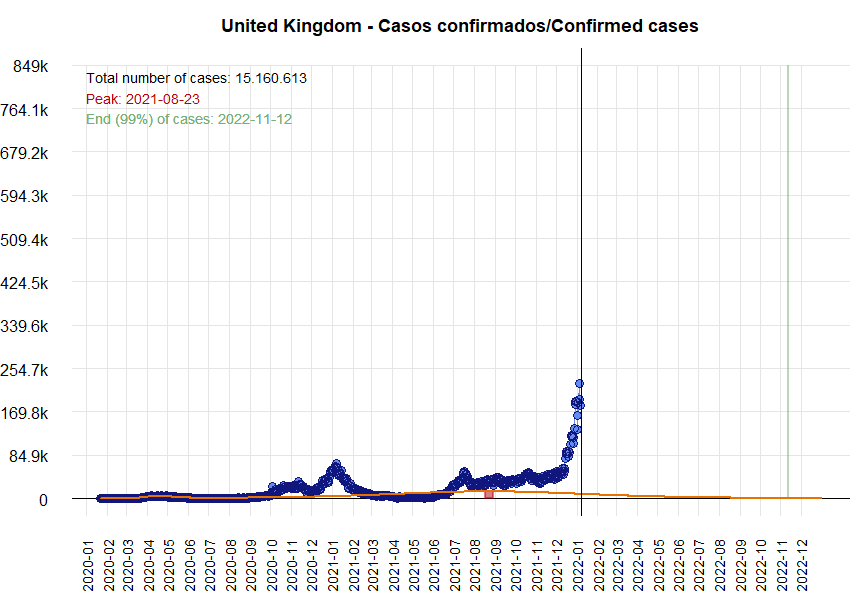 United Kingdom - Casos confirmados/Confirmed cases
849k
764.1k
679.2k
594.3k
509.4k
424.5k
339.6k
254.7k
169.8k
84.9k
0
Total number of cases: 15.160.613
Peak: 2021-08-23
End (99%) of cases: 2022-11-12
2020-01
2020-02
2020-03
2020-04
2020-05
2020-06
2020-07
2020-08
2020-09
2020-10
2020-11
2020-12
2021-01
2021-02
2021-03
2021-04
2021-05
2021-06
2021-07
2021-08
2021-09
2021-10
2021-11
2021-12
2022-01
2022-02
2022-03
2022-04
2022-05
2022-06
2022-07
2022-08
2022-09
2022-10
2022-11
2022-12